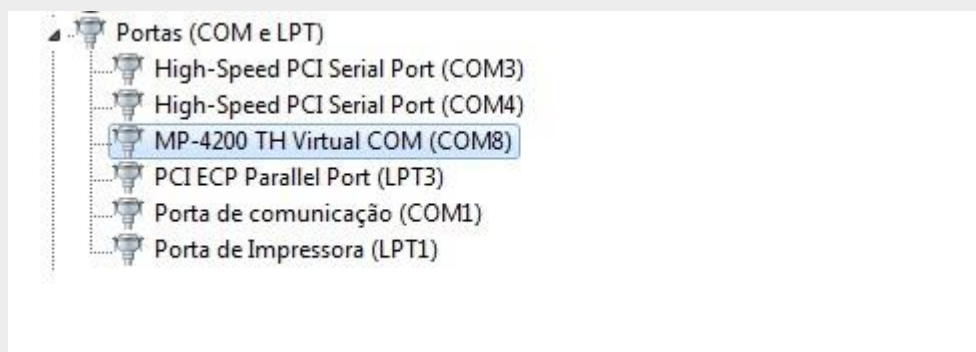 Portas (COM e LPT)
High-Speed PCI Serial Port (COM3)
High-Speed PCI Serial Port (COM4)
MP-4200 TH Virtual COM (COM8)
PCI ECP Parallel Port (LPT3)
Porta de comunicação (COM1)
Porta de Impressora (LPT1)